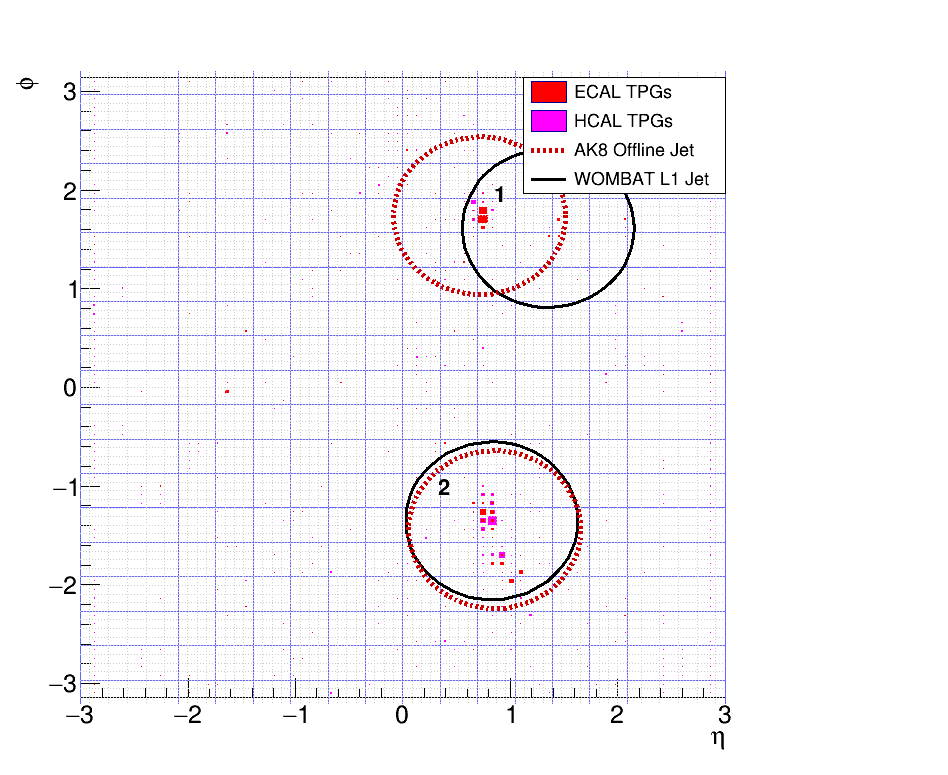 φ
3
2
1
0
−1
−2
−3
ECAL TPGs
HCAL TPGs
AK8 Offline Jet
WOMBAT L1 Jet
1
2
−3 −2 −1 0 1 2 3
η